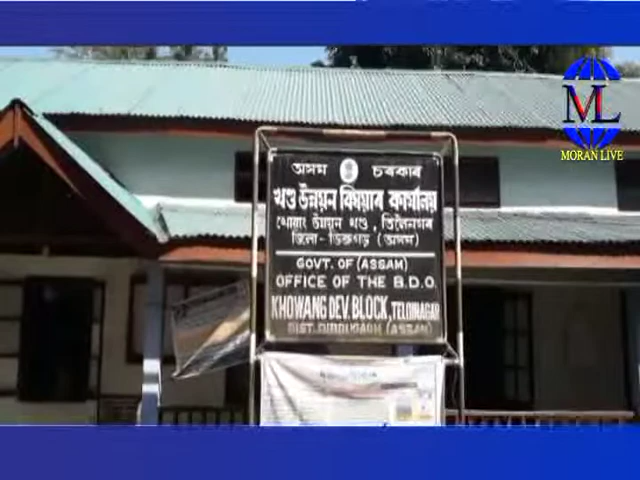 ML
MORAN LIVE
অসম চৰকাৰ
খণ্ড উন্নয়ন বিষয়াৰ কাৰ্যালয়
খোৱাং উন্নয়ন খণ্ড, তিলৈনগৰ
জিলা- ডিব্ৰুগড় (অসম)
GOVT. OF (ASSAM)
OFFICE OF THE B.D.O.
KHOWANG DEV. BLOCK, TELOINAGAR
DIST. DIBRUGARH (ASSAM)